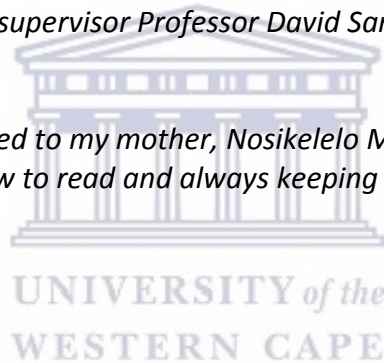 supervisor Professor David Sar
ed to my mother, Nosikelelo M
w to read and always keeping
UNIVERSITY of the
WESTERN CAPE